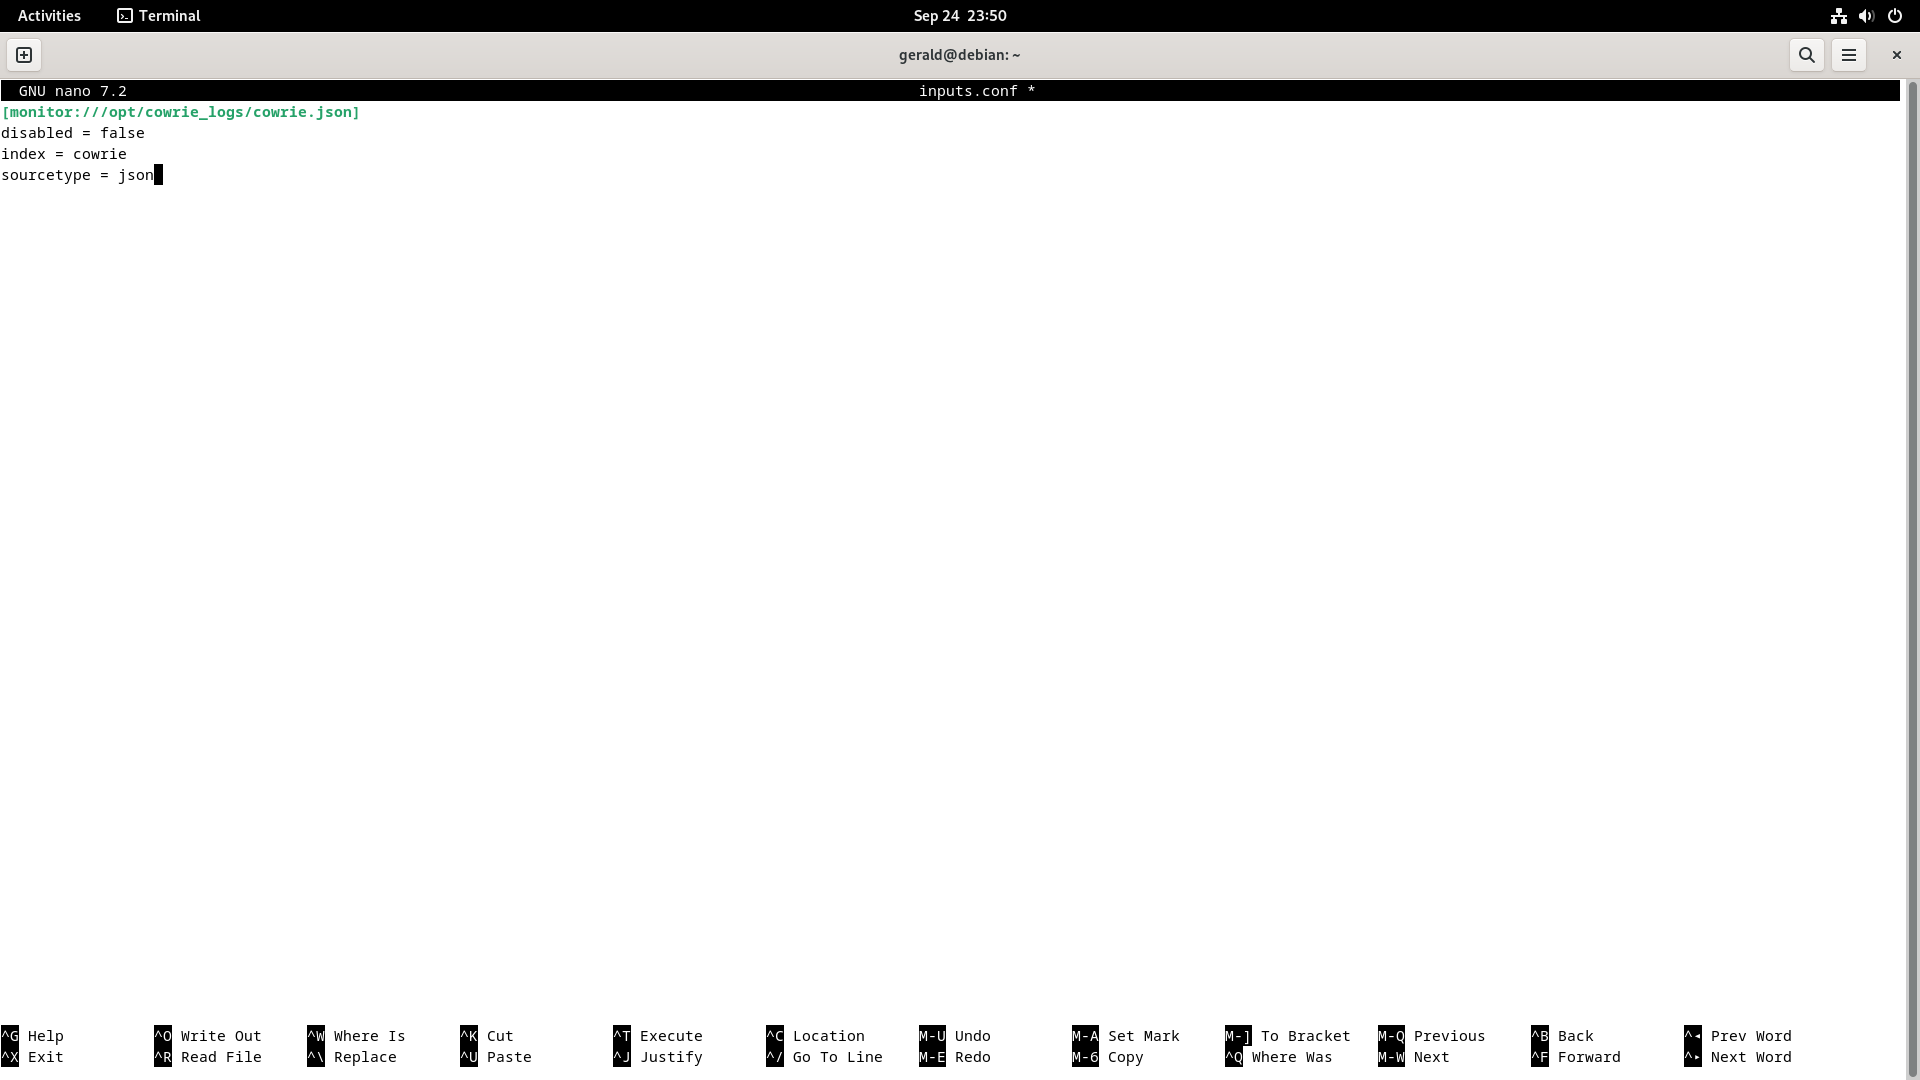 Activities Terminal Sep 24 23:50
gerald@debian: ~
GNU nano 7.2 inputs.conf *
[monitor:///opt/cowrie_logs/cowrie.json]
disabled = false
index = cowrie
sourcetype = json
^G Help ^O Write Out ^W Where Is ^K Cut ^T Execute ^C Location M-U Undo M-A Set Mark M-] To Bracket M-Q Previous ^B Back ^◂ Prev Word
^X Exit ^R Read File ^\ Replace ^U Paste ^J Justify ^/ Go To Line M-E Redo M-6 Copy ^Q Where Was M-W Next ^F Forward ^▸ Next Word